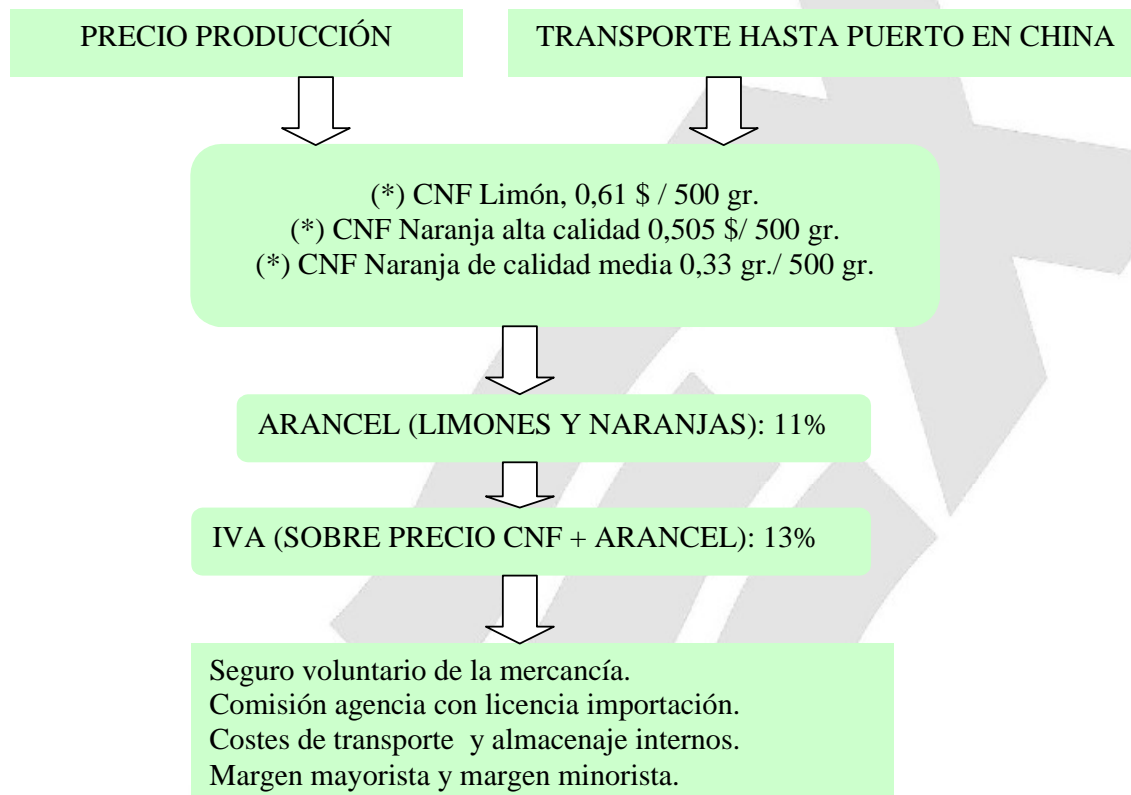 PRECIO PRODUCCIÓN
TRANSPORTE HASTA PUERTO EN CHINA
(*) CNF Limón, 0,61 $ / 500 gr.
(*) CNF Naranja alta calidad 0,505 $/ 500 gr.
(*) CNF Naranja de calidad media 0,33 gr./ 500 gr.
ARANCEL (LIMONES Y NARANJAS): 11%
IVA (SOBRE PRECIO CNF + ARANCEL): 13%
Seguro voluntario de la mercancía.
Comisión agencia con licencia importación.
Costes de transporte y almacenaje internos.
Margen mayorista y margen minorista.